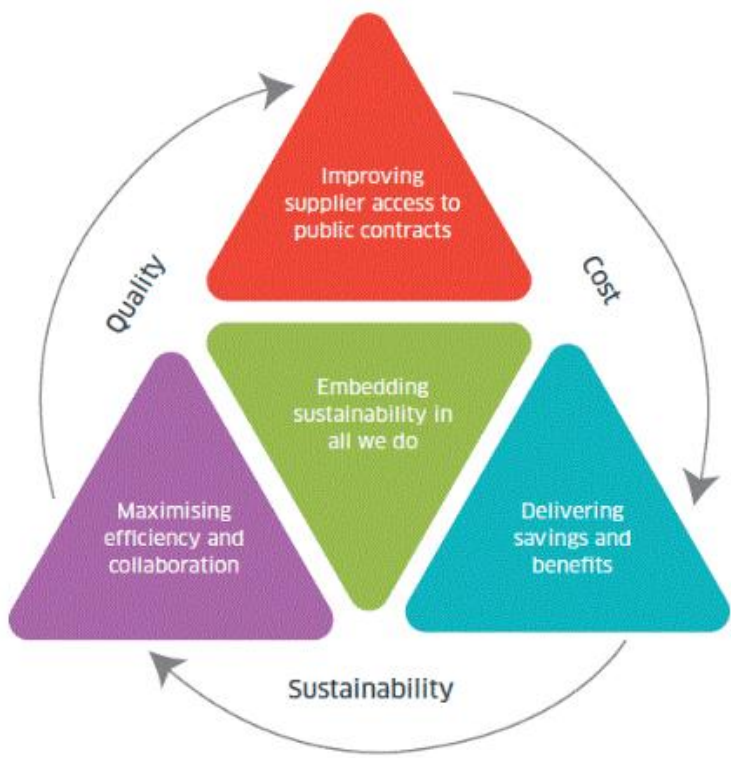 Improving
supplier access to
public contracts
Quality
Cost
Embedding
sustainability in
all we do
Maximising
efficiency and
collaboration
Delivering
savings and
benefits
Sustainability